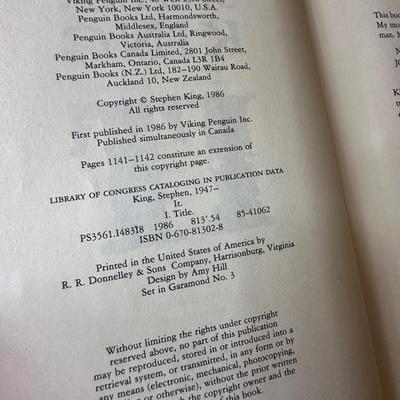 Viking Penguin Inc.,
New York, New York 10010, U.S.A.
Penguin Books Ltd, Harmondsworth,
Middlesex, England
Penguin Books Australia Ltd, Ringwood,
Victoria, Australia
Penguin Books Canada Limited, 2801 John Street,
Markham, Ontario, Canada L3R 1B4
Penguin Books (N.Z.) Ltd, 182–190 Wairau Road,
Auckland 10, New Zealand
Copyright © Stephen King, 1986
All rights reserved
First published in 1986 by Viking Penguin Inc.
Published simultaneously in Canada
Pages 1141–1142 constitute an extension of
this copyright page.
LIBRARY OF CONGRESS CATALOGING IN PUBLICATION DATA
King, Stephen, 1947–
It.
I. Title.
PS3561.I483I8 1986 813'.54 85-41062
ISBN 0-670-81302-8
Printed in the United States of America by
R. R. Donnelley & Sons Company, Harrisonburg, Virginia
Design by Amy Hill
Set in Garamond No. 3
Without limiting the rights under copyright
reserved above, no part of this publication
may be reproduced, stored in or introduced into a
retrieval system, or transmitted, in any form or by
any means (electronic, mechanical, photocopying,
or otherwise), without the prior written
the copyright owner and the
of this book.
This boo
My mo
man.